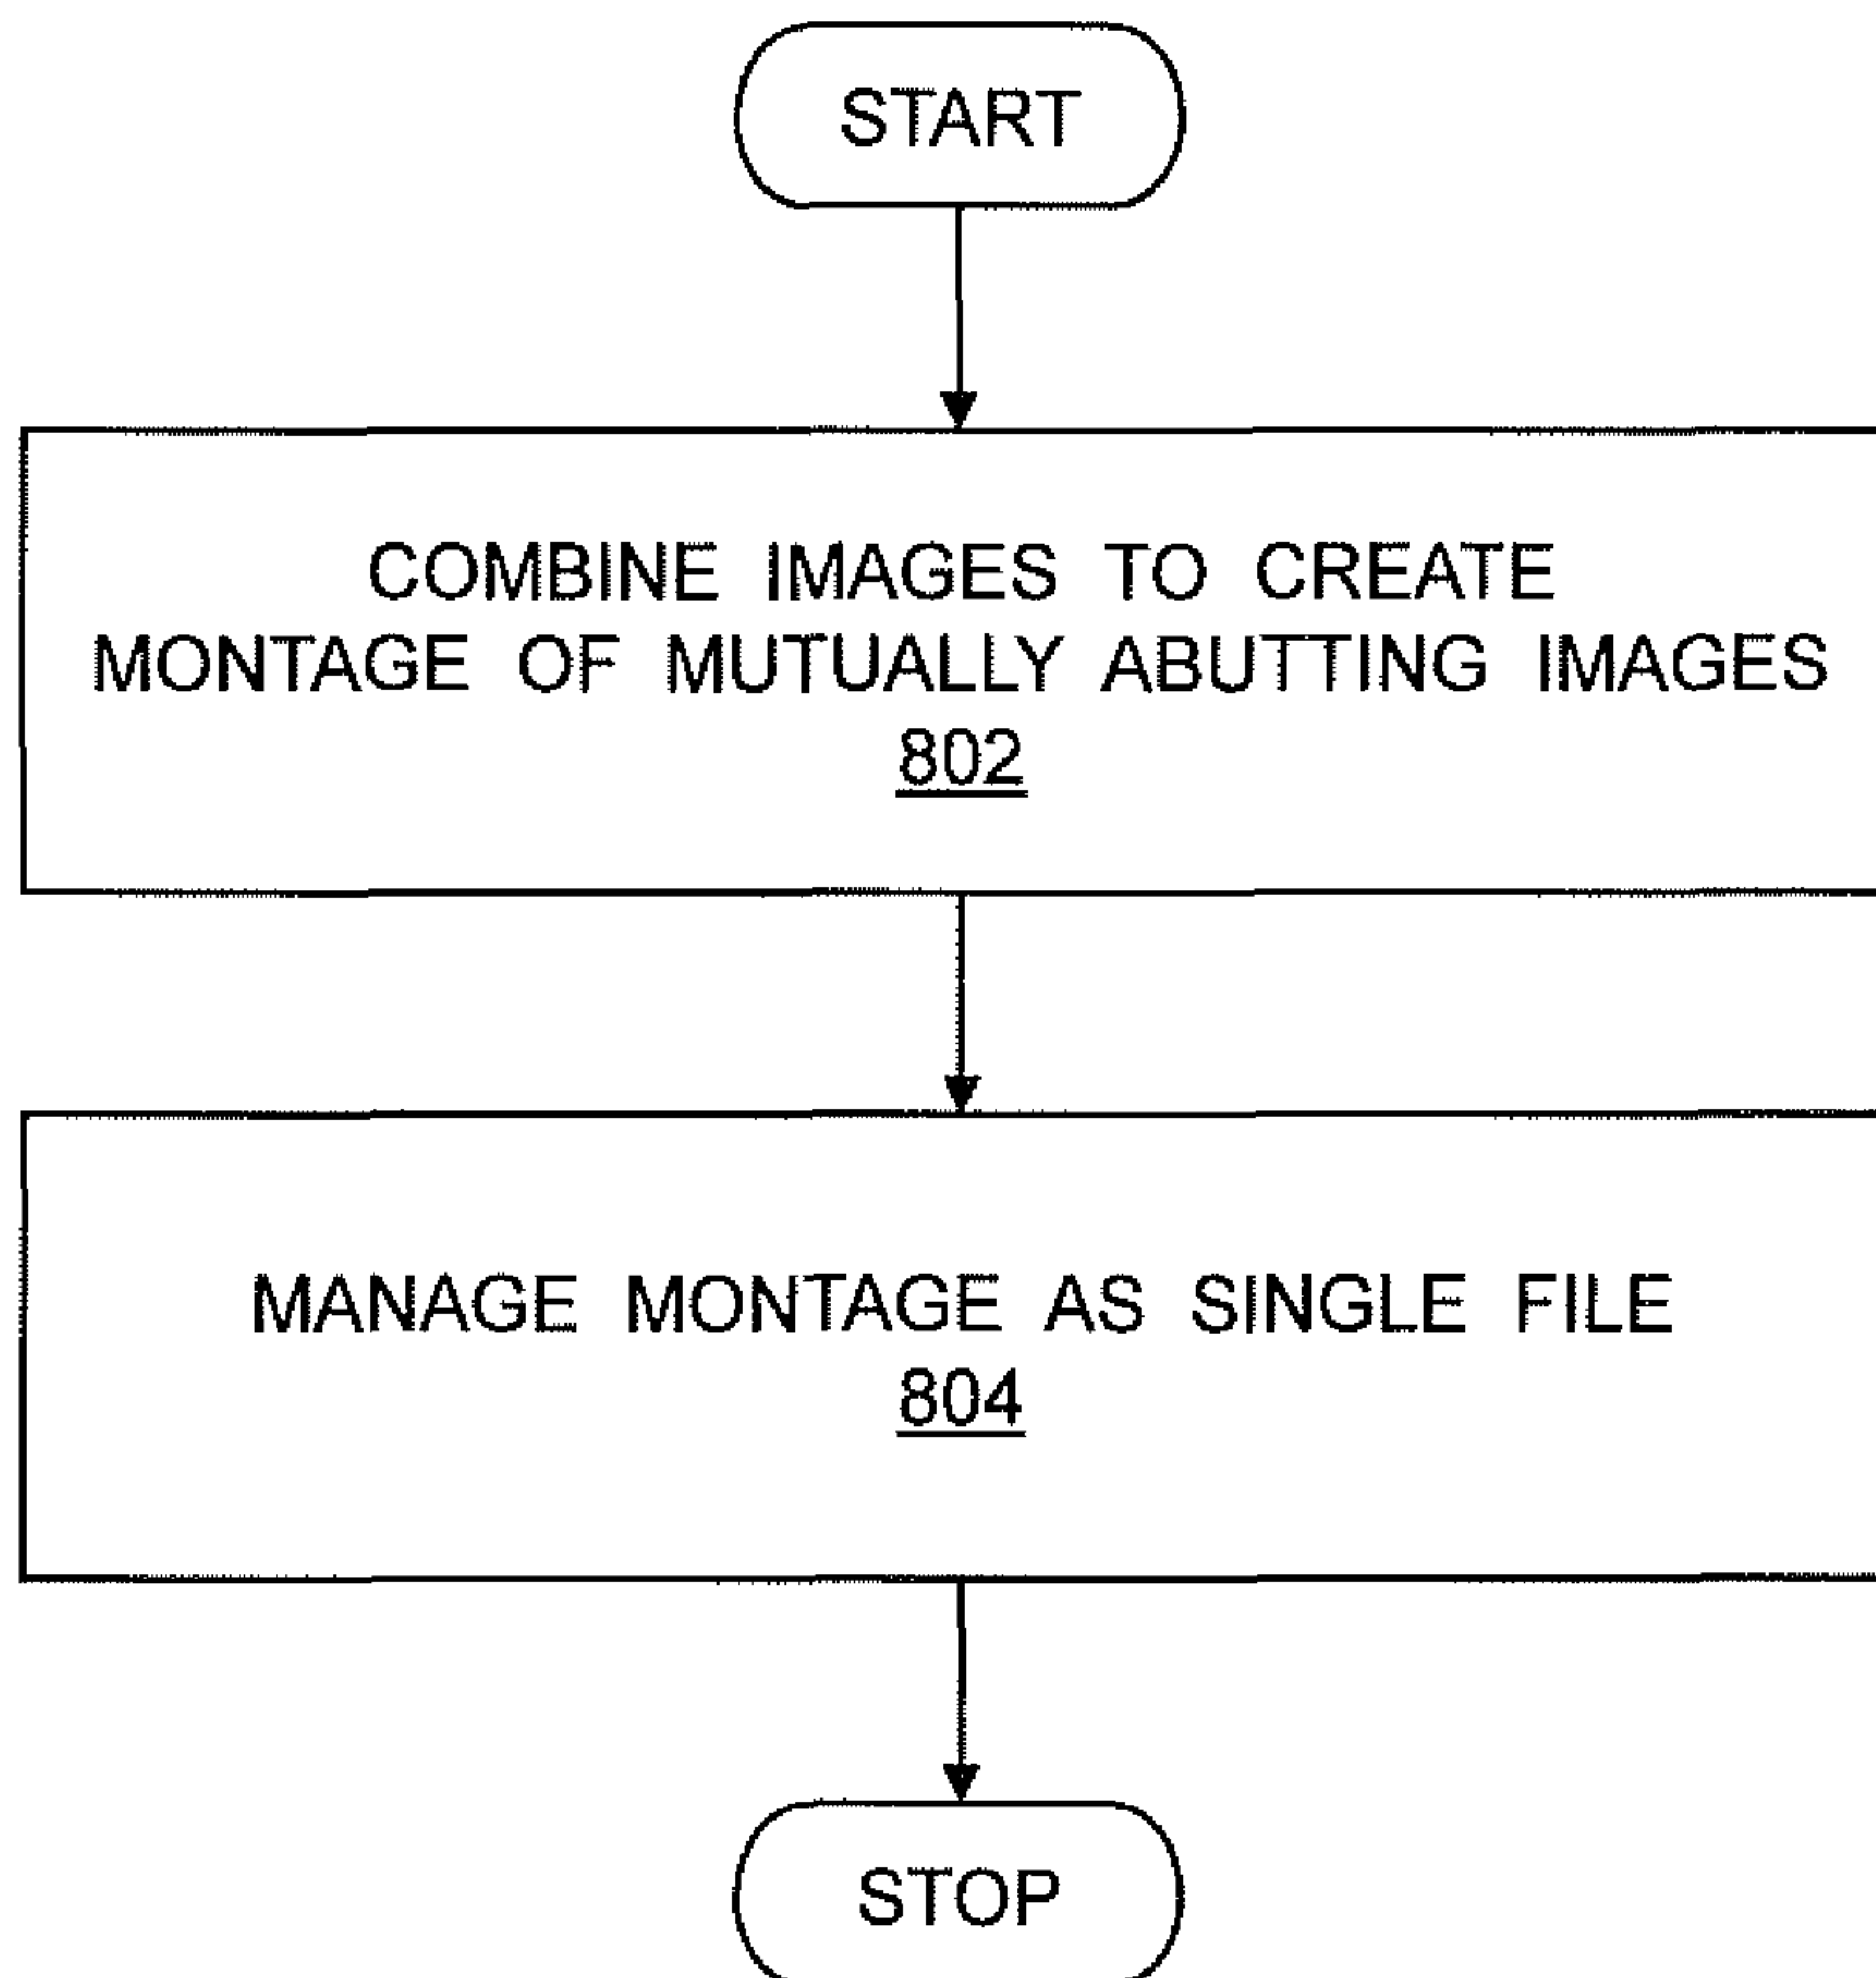 START
COMBINE IMAGES TO CREATE
MONTAGE OF MUTUALLY ABUTTING IMAGES
802
MANAGE MONTAGE AS SINGLE FILE
804
STOP